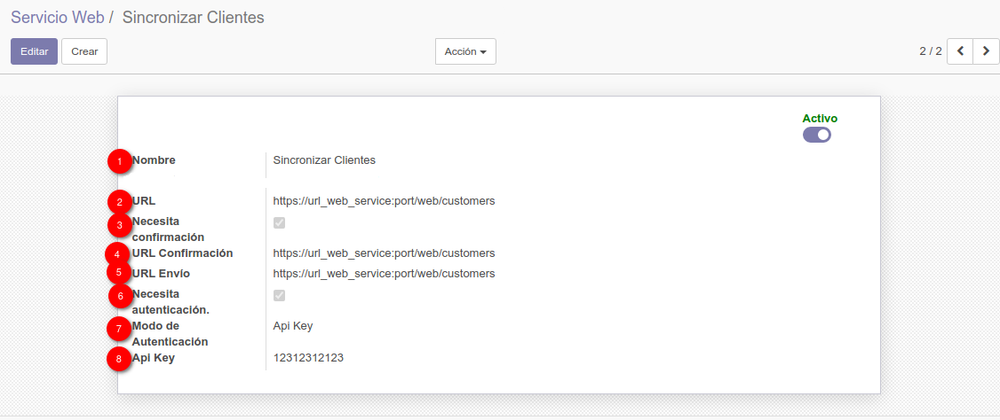 Servicio Web / Sincronizar Clientes
Editar Crear Acción 2 / 2
Activo
1 Nombre Sincronizar Clientes
2 URL https://url_web_service:port/web/customers
3 Necesita
confirmación
4 URL Confirmación https://url_web_service:port/web/customers
5 URL Envío https://url_web_service:port/web/customers
6 Necesita
autenticación.
7 Modo de Api Key
Autenticación
8 Api Key 12312312123